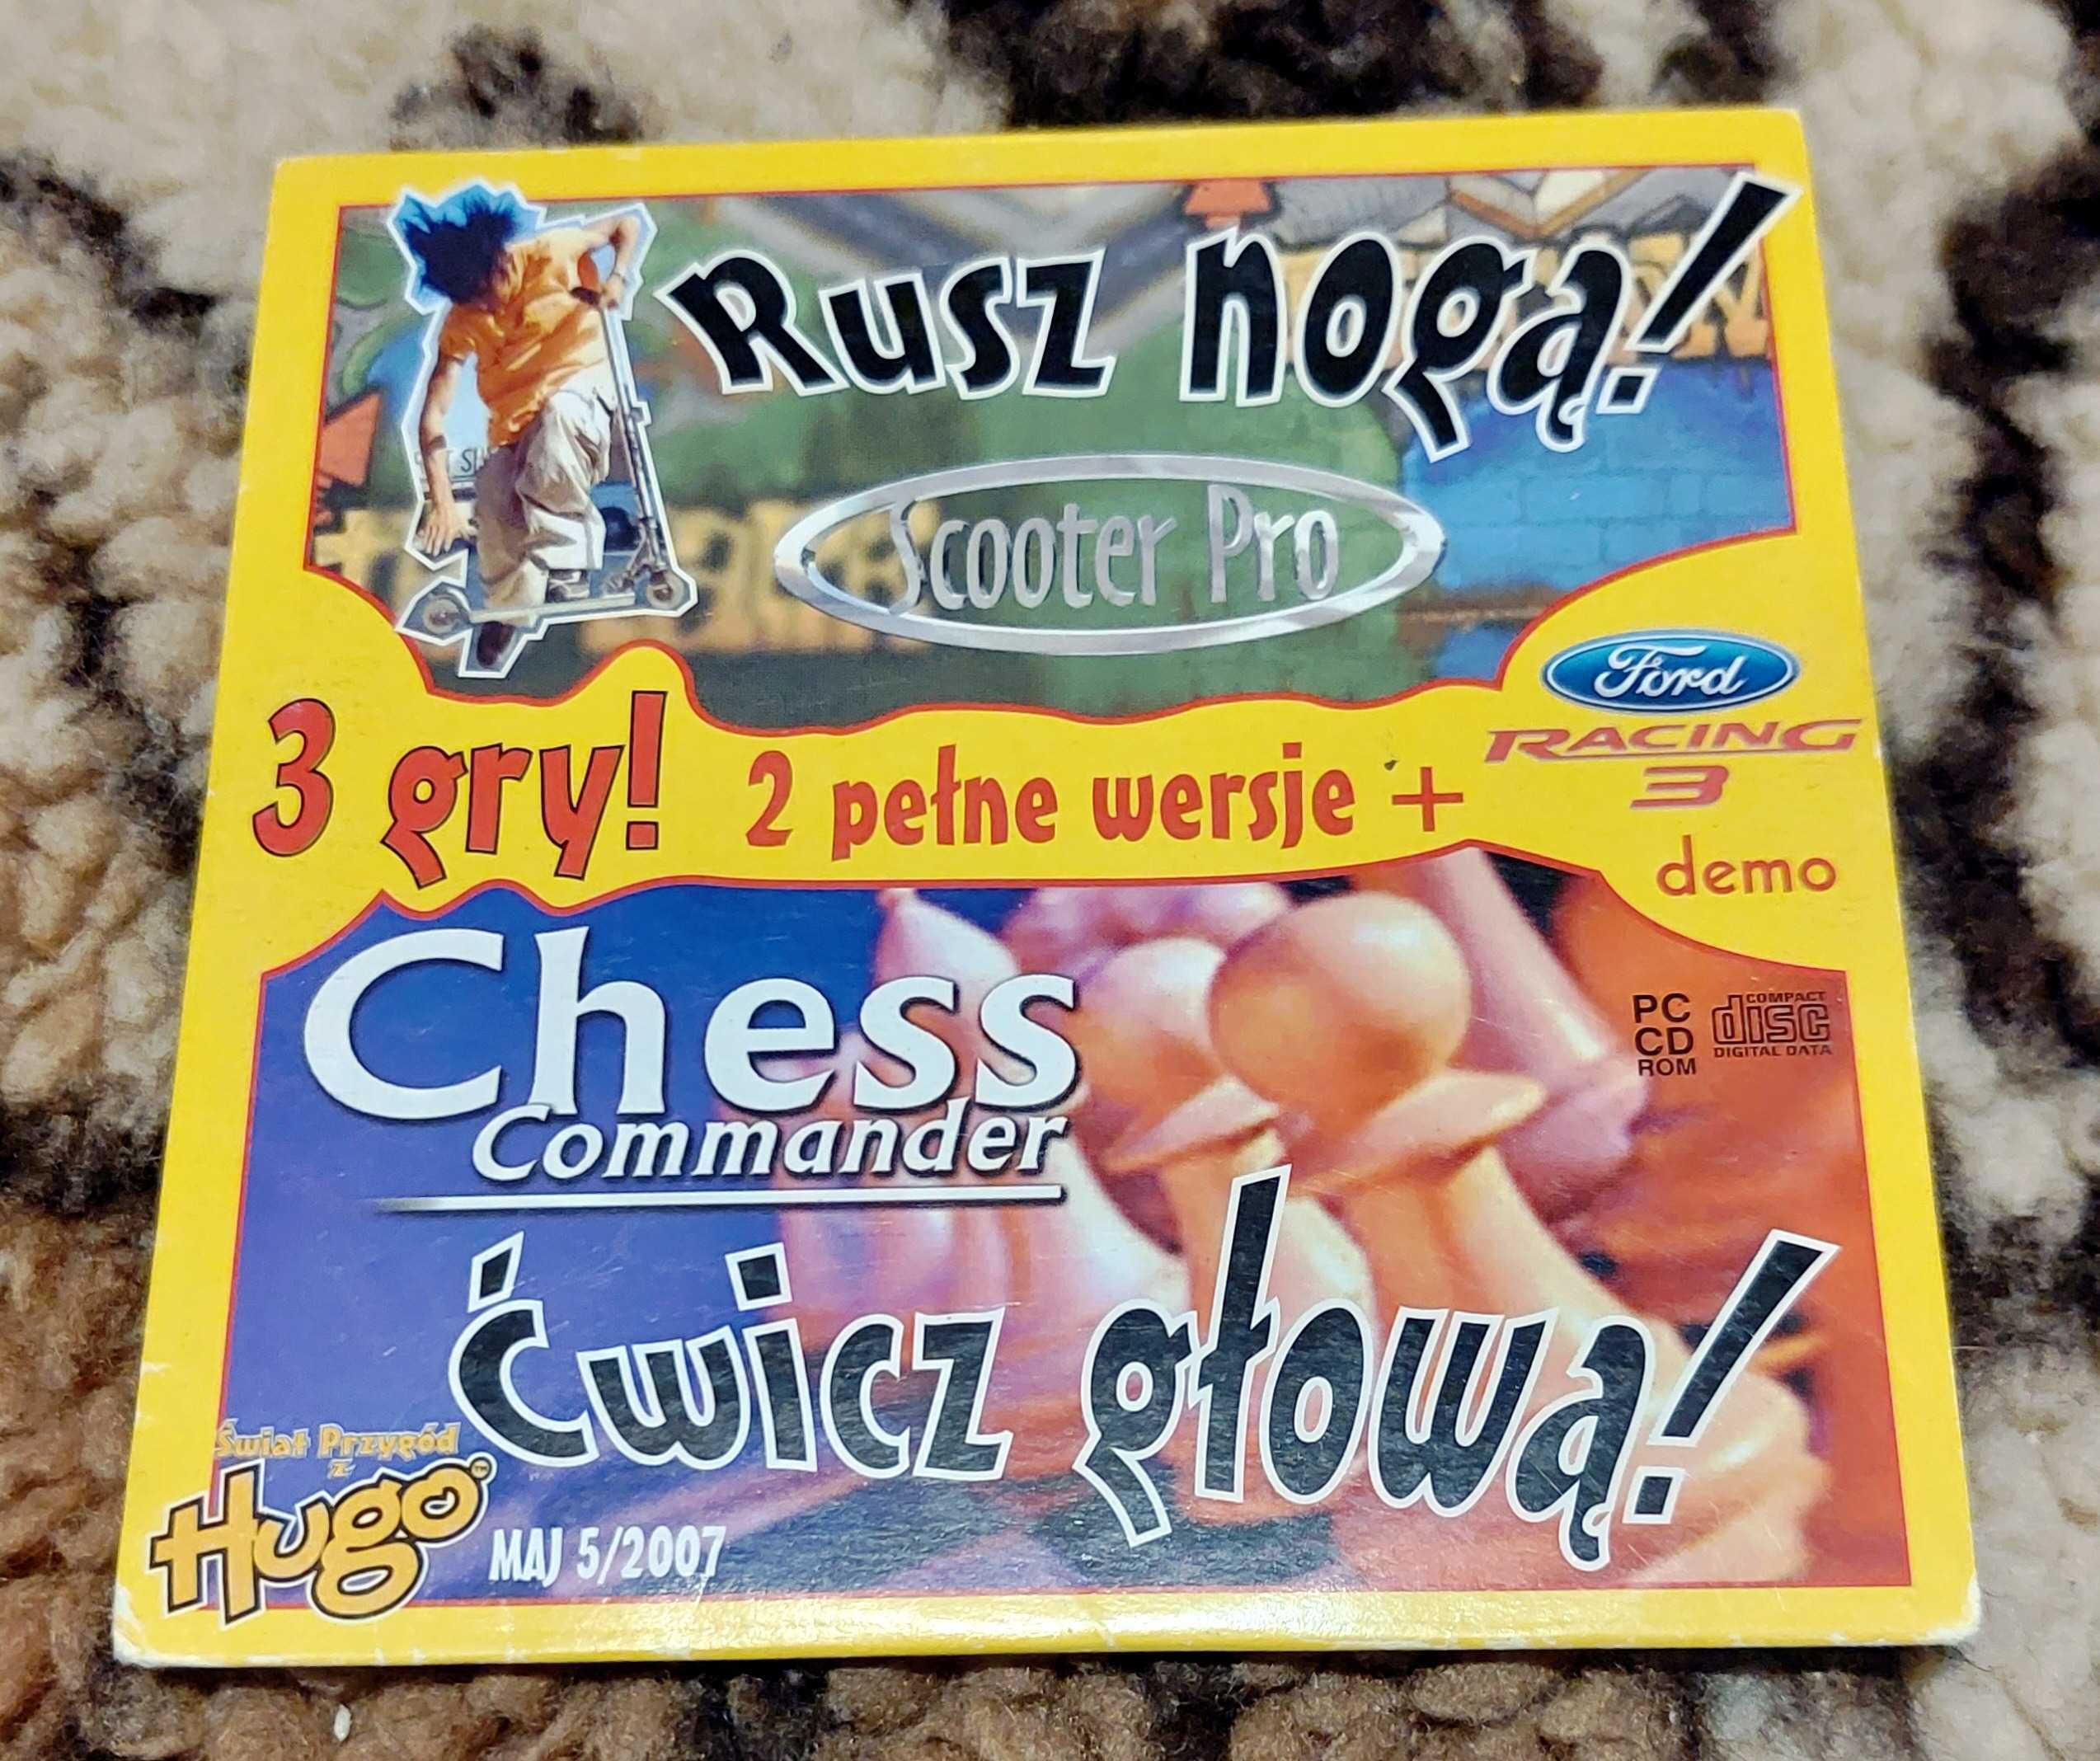 Rusz nogą!
Scooter Pro
Ford
RACING
3
demo
3 gry! 2 pełne wersje +
Chess
Commander
PC
CD
ROM
COMPACT
disc
DIGITAL DATA
ćwicz głową!
Świat Przygód
z
Hugo™
MAJ 5/2007